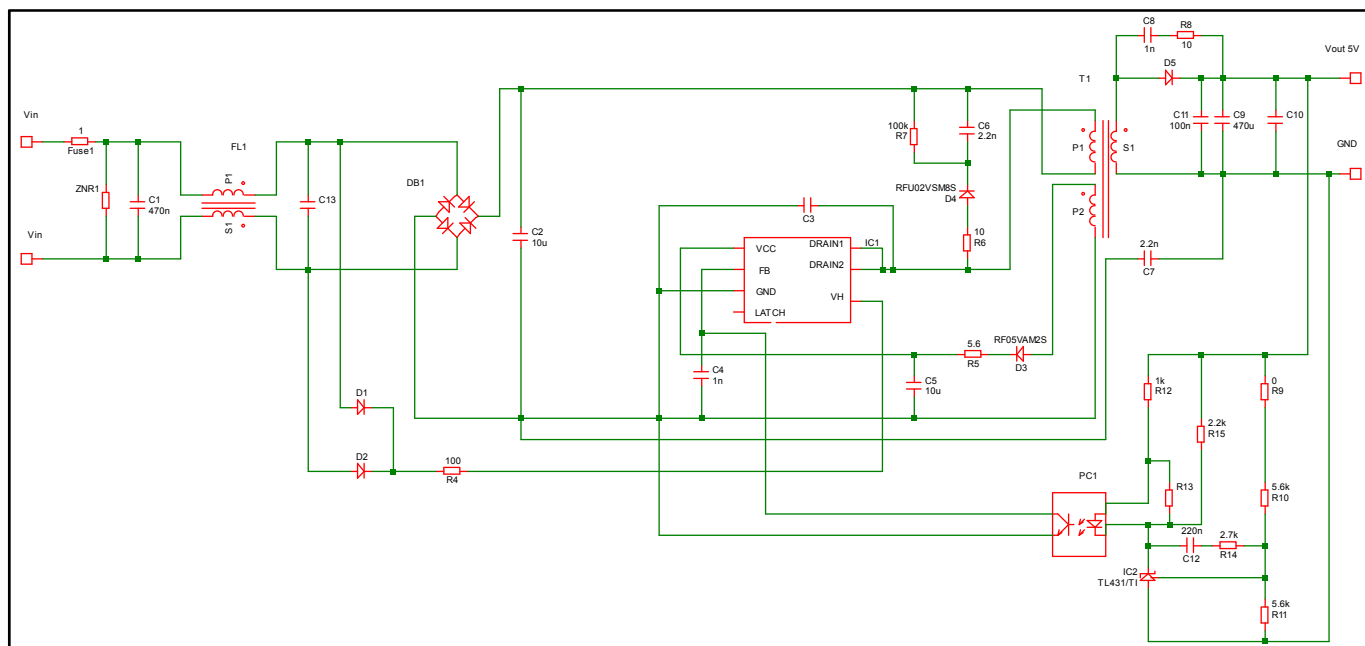 C8
1n
R8
10
Vout 5V
D5
T1
C11
100n
C9
470u
C10
Vin
1
Fuse1
FL1
100k
R7
C6
2.2n
P1
S1
GND
ZNR1
C1
470n
P1
S1
C13
DB1
RFU02VSM8S
D4
P2
C3
C2
10u
10
R6
IC1
Vin
VCC
DRAIN1
FB
DRAIN2
GND
VH
LATCH
2.2n
C7
5.6
R5
RF05VAM2S
D3
C4
1n
C5
10u
1k
R12
0
R9
D1
2.2k
R15
D2
100
R4
PC1
R13
5.6k
R10
220n
C12
2.7k
R14
IC2
TL431/TI
5.6k
R11